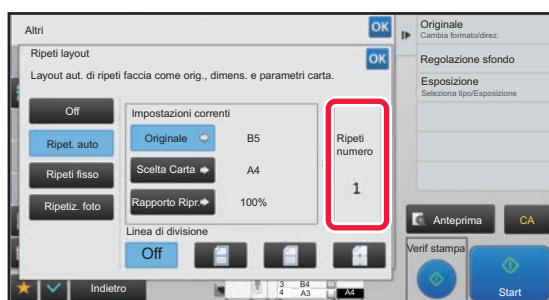 Altri
OK
Ripeti layout
OK
Layout aut. di ripeti faccia come orig., dimens. e parametri carta.
Off
Ripet. auto
Ripeti fisso
Ripetiz. foto
Impostazioni correnti
Originale
B5
Scelta Carta
A4
Rapporto Ripr.
100%
Ripeti
numero
1
Linea di divisione
Off
Indietro
3 B4
4 A3
A4
Originale
Cambia formato/direz.
Regolazione sfondo
Esposizione
Seleziona tipo/Esposizione
Anteprima
CA
Verif stampa
Start